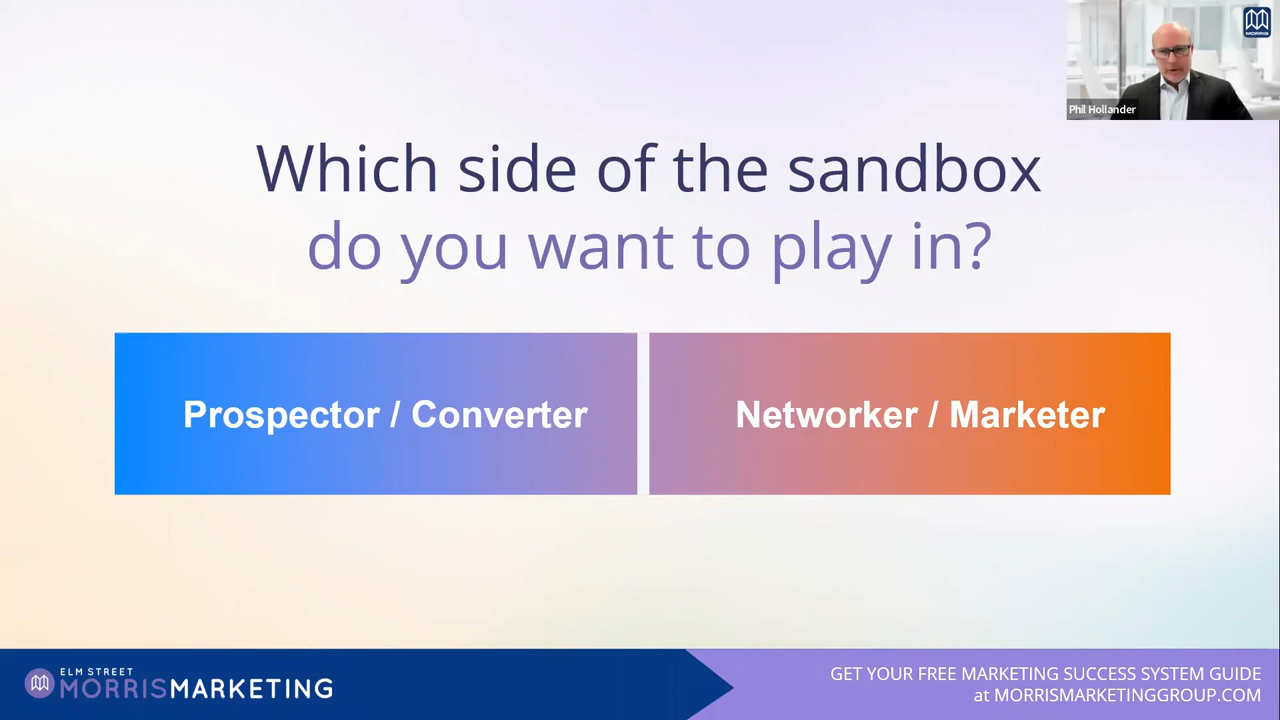 MORRIS
Phil Hollander
Which side of the sandbox
do you want to play in?
Prospector / Converter
Networker / Marketer
ELM STREET
MORRISMARKETING
GET YOUR FREE MARKETING SUCCESS SYSTEM GUIDE
at MORRISMARKETINGGROUP.COM